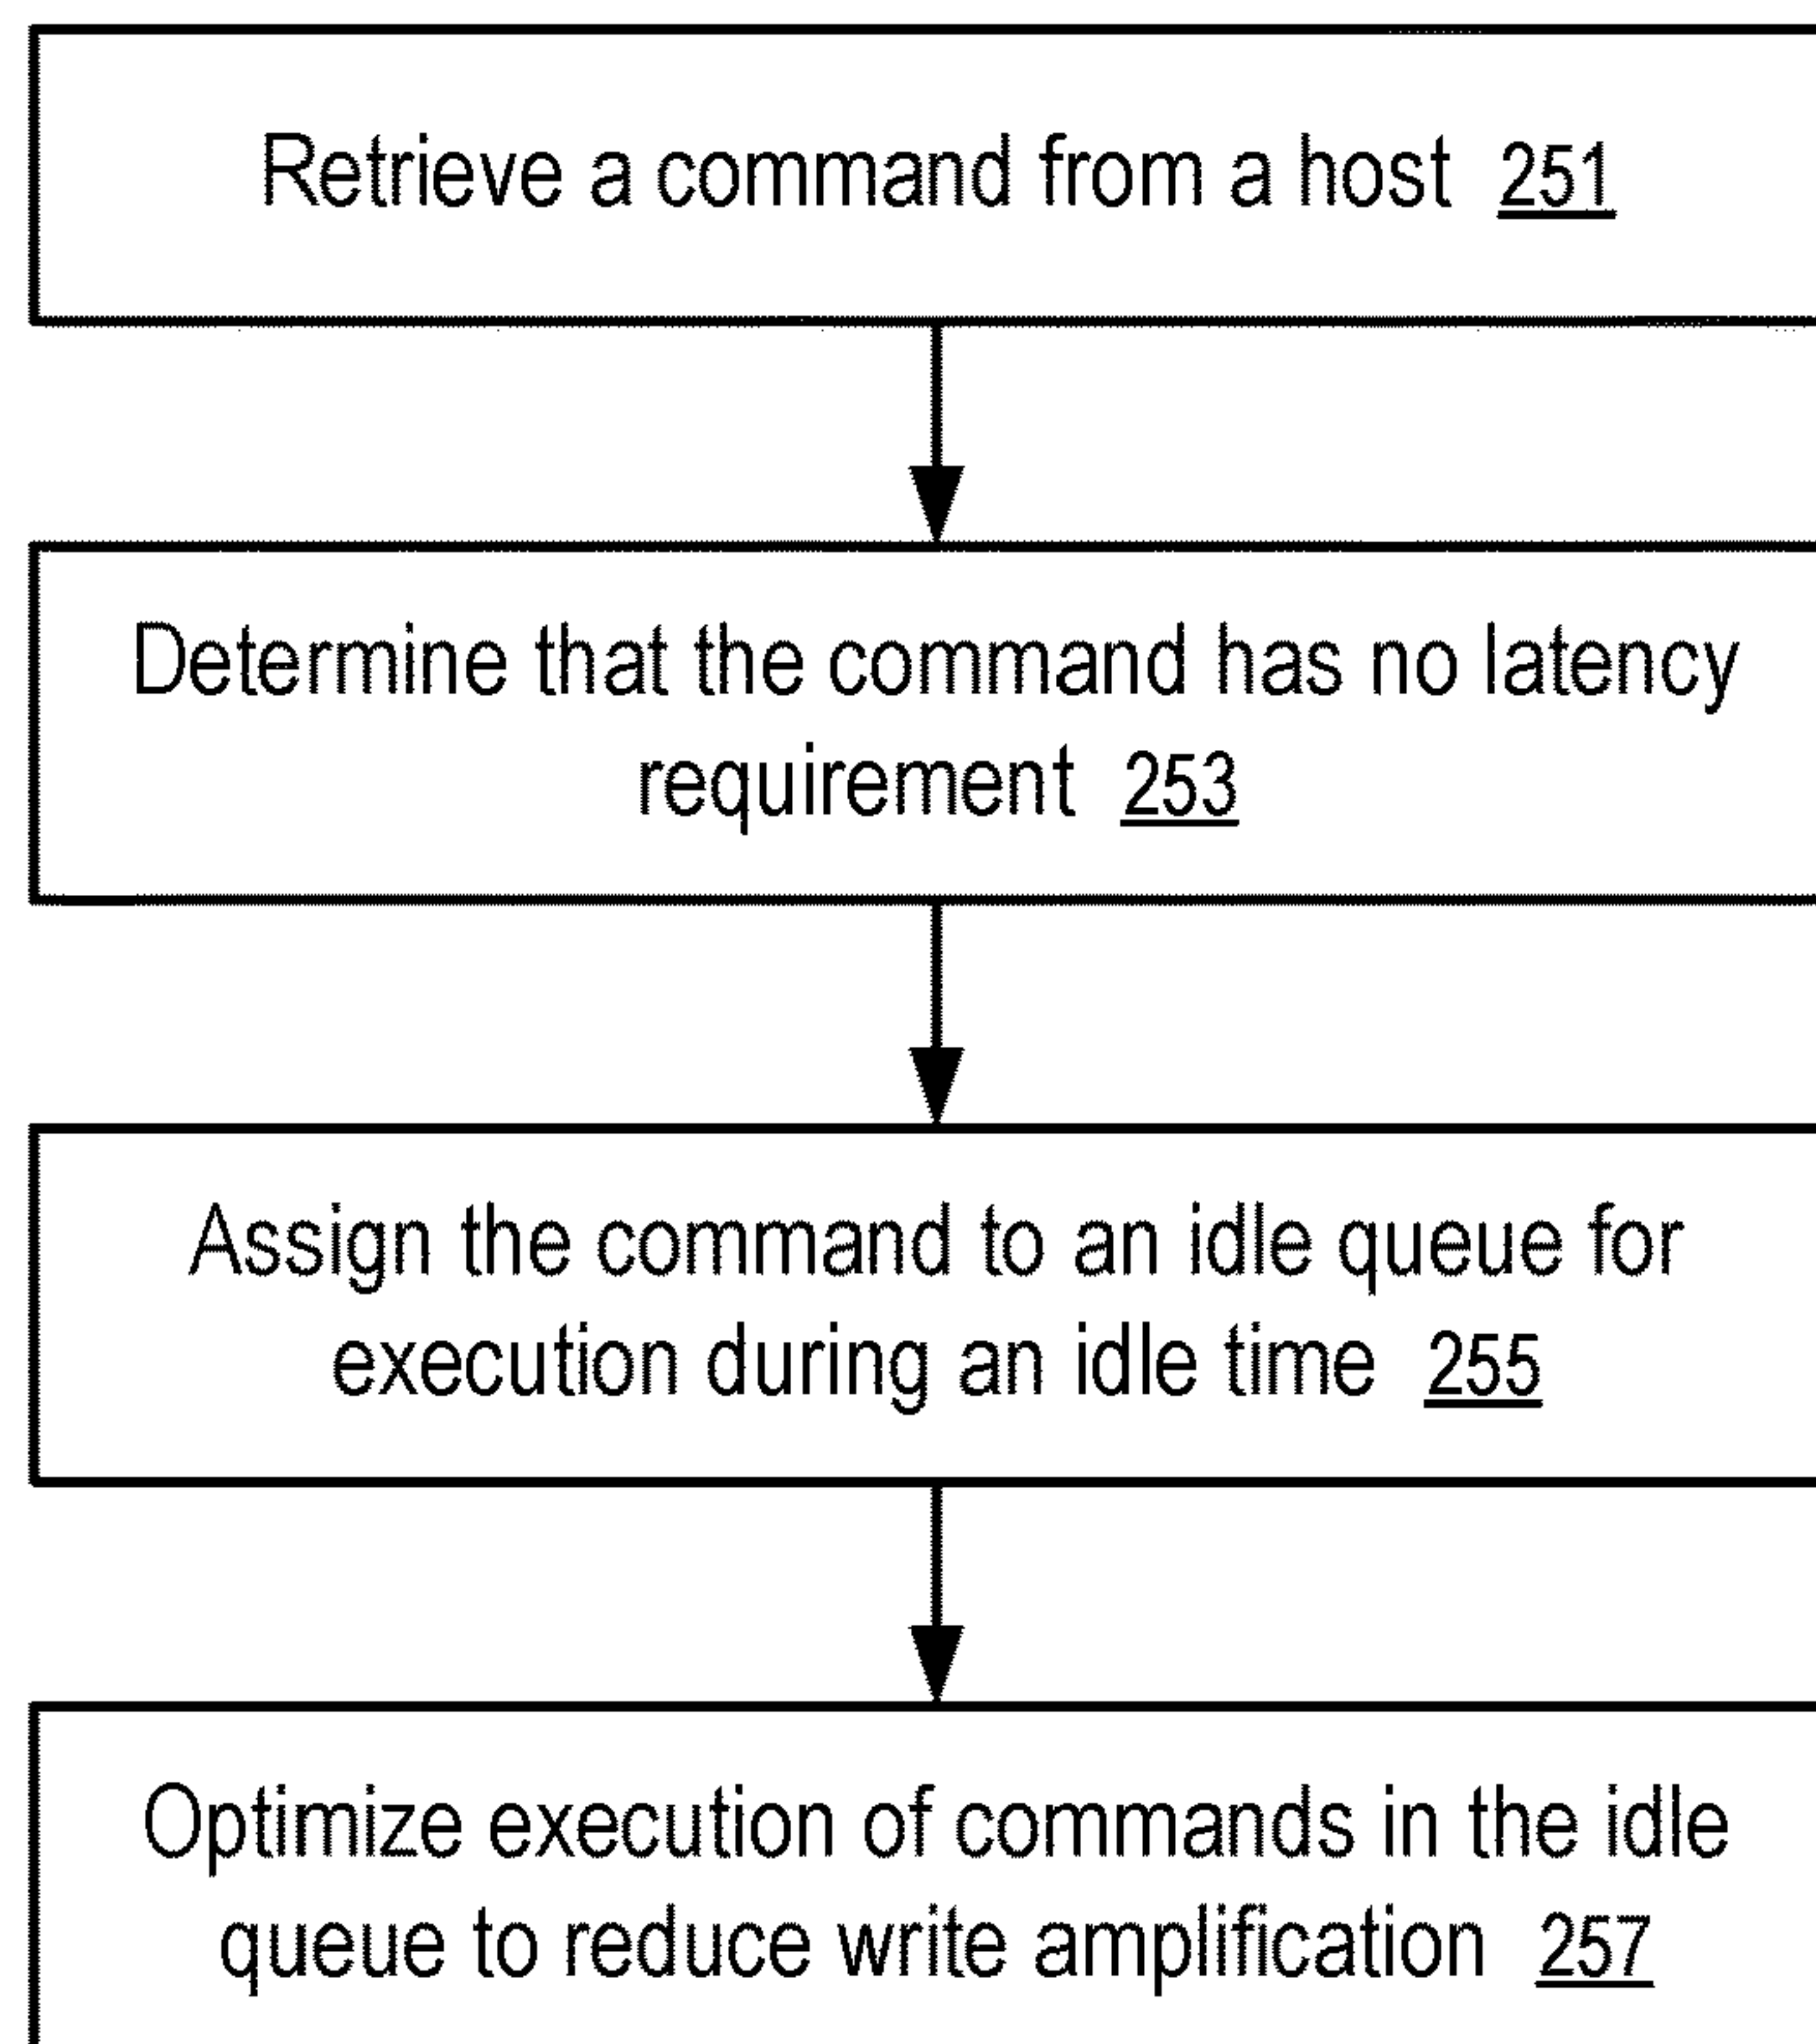 Retrieve a command from a host 251
Determine that the command has no latency
requirement 253
Assign the command to an idle queue for
execution during an idle time 255
Optimize execution of commands in the idle
queue to reduce write amplification 257